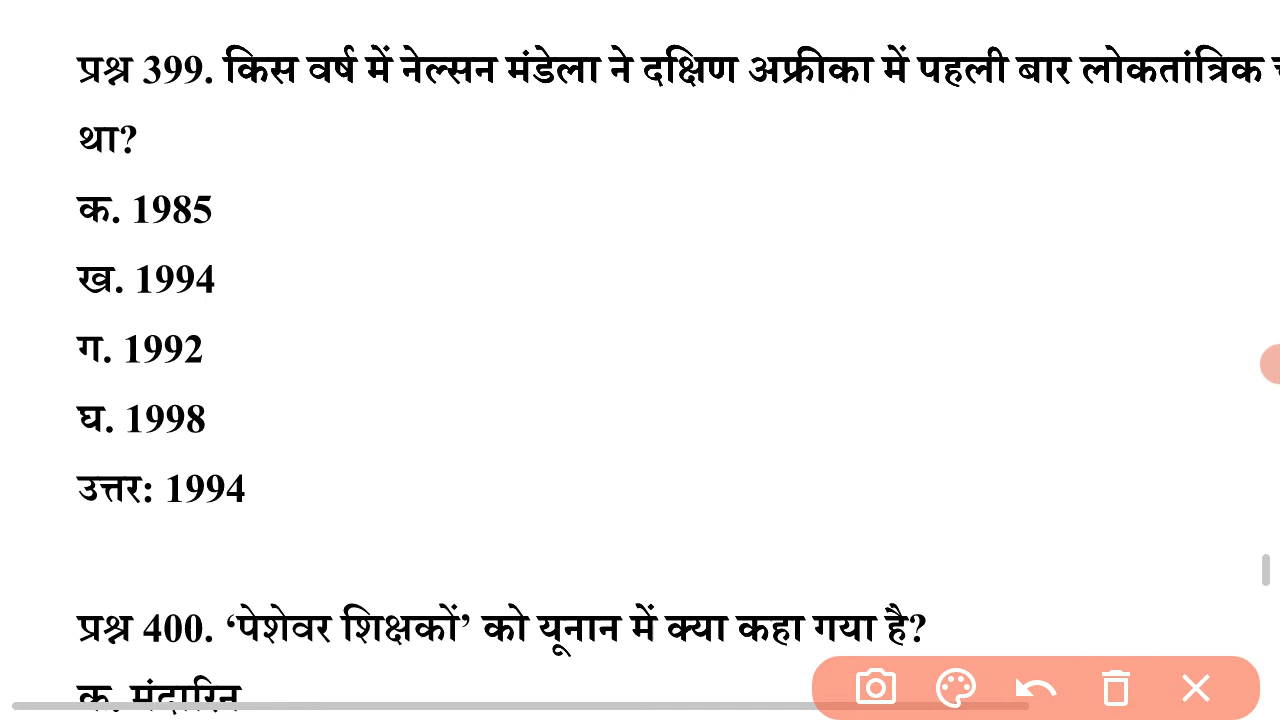 प्रश्न 399. किस वर्ष में नेल्सन मंडेला ने दक्षिण अफ्रीका में पहली बार लोकतांत्रिक
था?
क. 1985
ख. 1994
ग. 1992
घ. 1998
उत्तर: 1994
प्रश्न 400. ‘पेशेवर शिक्षकों’ को यूनान में क्या कहा गया है?
क. मंदारिन